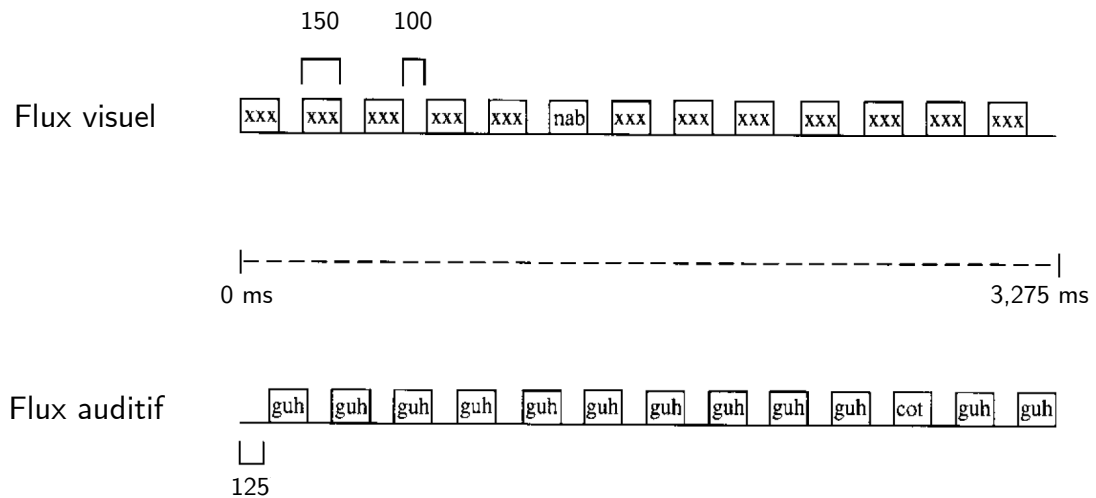 150 100
Flux visuel xxx xxx xxx xxx xxx nab xxx xxx xxx xxx xxx xxx xxx
0 ms 3,275 ms
Flux auditif guh guh guh guh guh guh guh guh guh guh cot guh guh
125